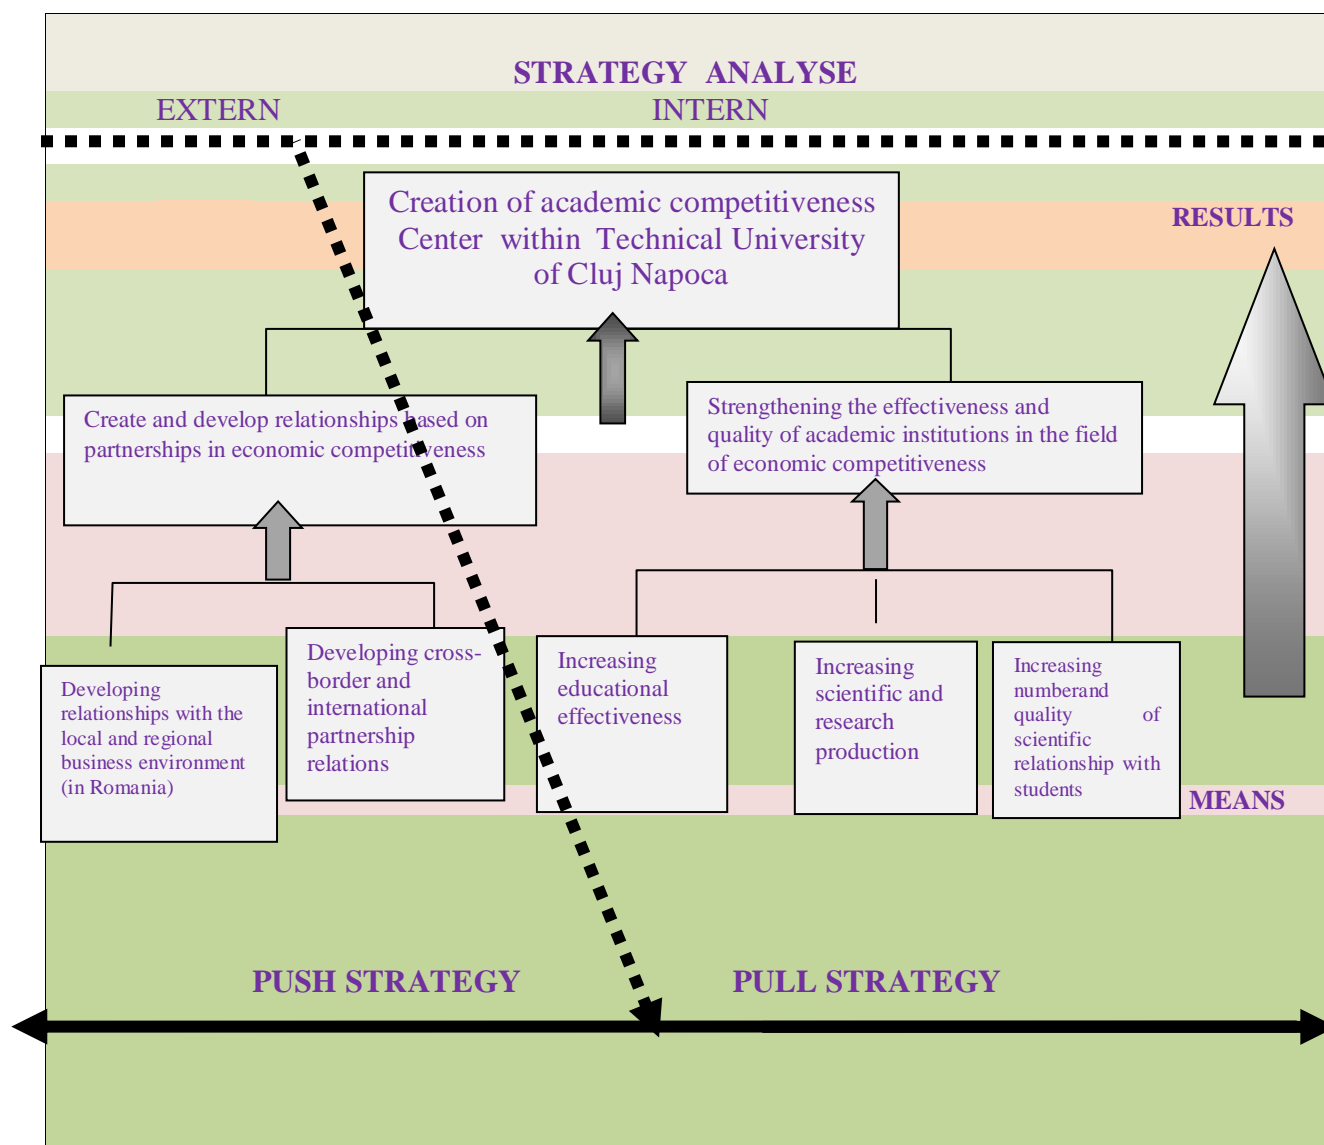 STRATEGY ANALYSE
EXTERN
INTERN
Creation of academic competitiveness
Center within Technical University
of Cluj Napoca
RESULTS
Create and develop relationships based on
partnerships in economic competitiveness
Strengthening the effectiveness and
quality of academic institutions in the field
of economic competitiveness
Developing
relationships with the
local and regional
business environment
(in Romania)
Developing cross-
border and
international
partnership
relations
Increasing
educational
effectiveness
Increasing
scientific and
research
production
Increasing
numberand
quality of
scientific
relationship with
students
MEANS
PUSH STRATEGY
PULL STRATEGY